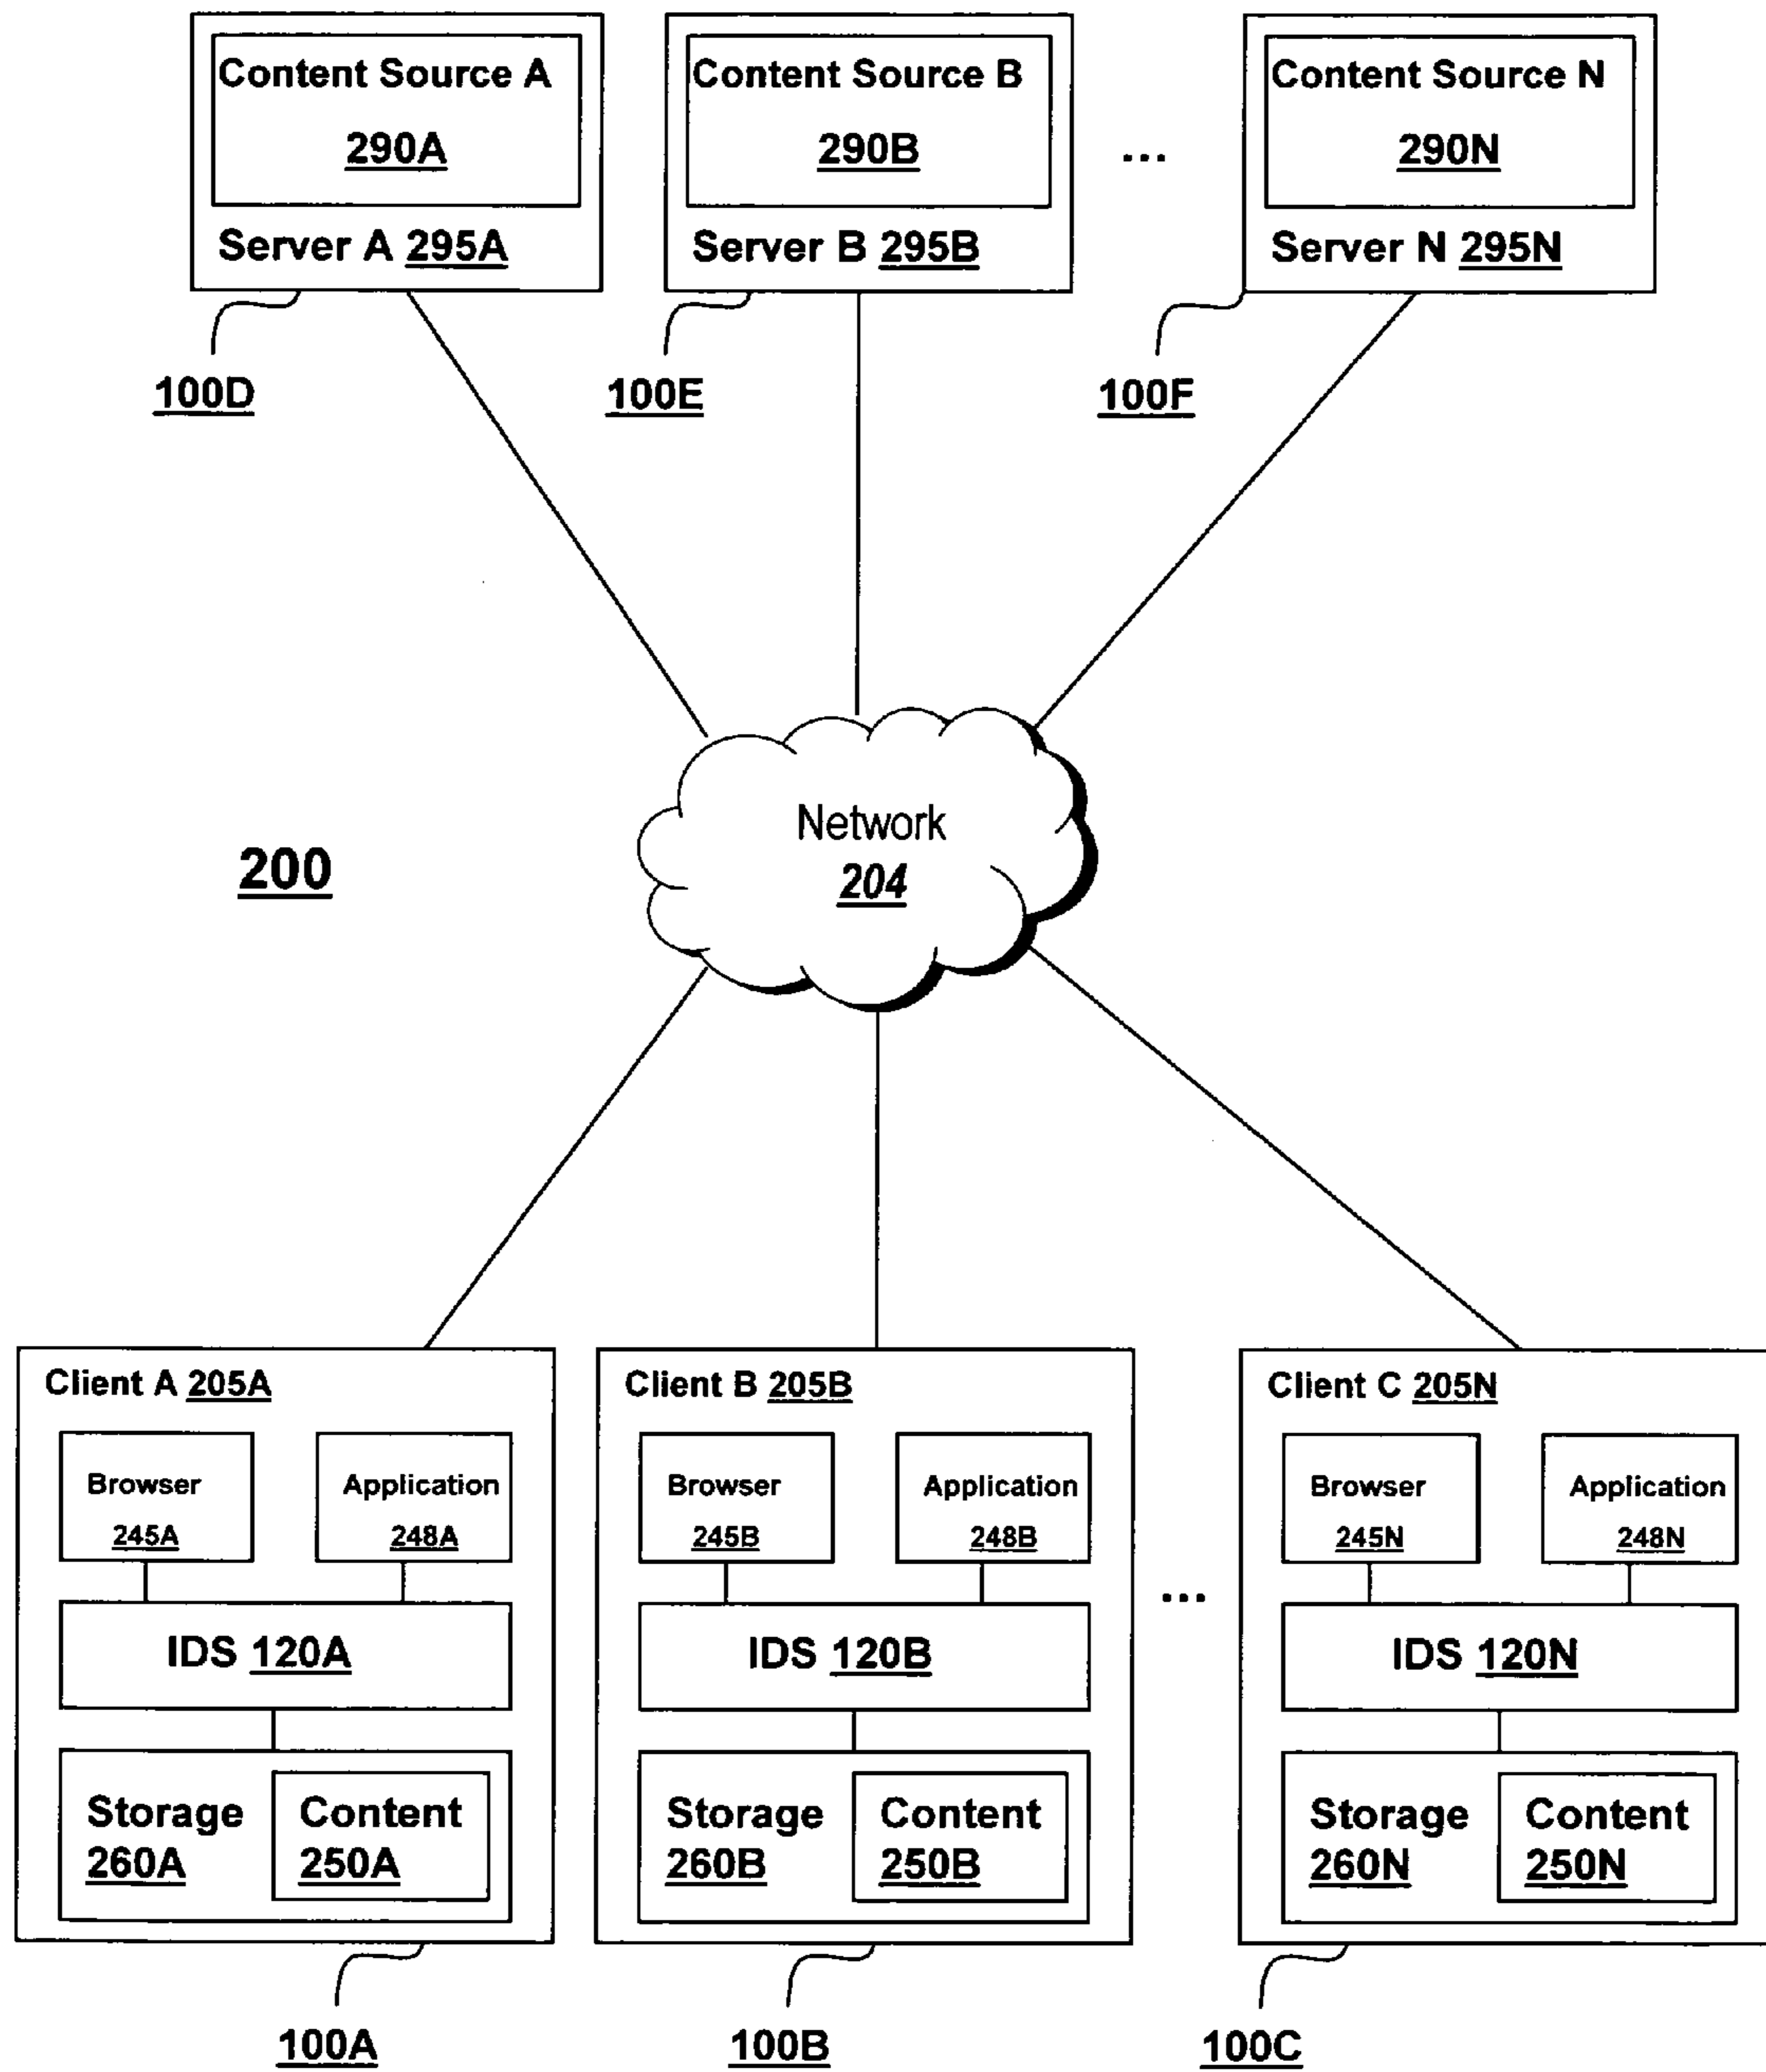 Content Source A
290A
Server A 295A
Content Source B
290B
Server B 295B
...
Content Source N
290N
Server N 295N
100D
100E
100F
Network
204
200
Client A 205A
Browser
245A
Application
248A
IDS 120A
Storage
260A
Content
250A
Client B 205B
Browser
245B
Application
248B
IDS 120B
Storage
260B
Content
250B
...
Client C 205N
Browser
245N
Application
248N
IDS 120N
Storage
260N
Content
250N
100A
100B
100C